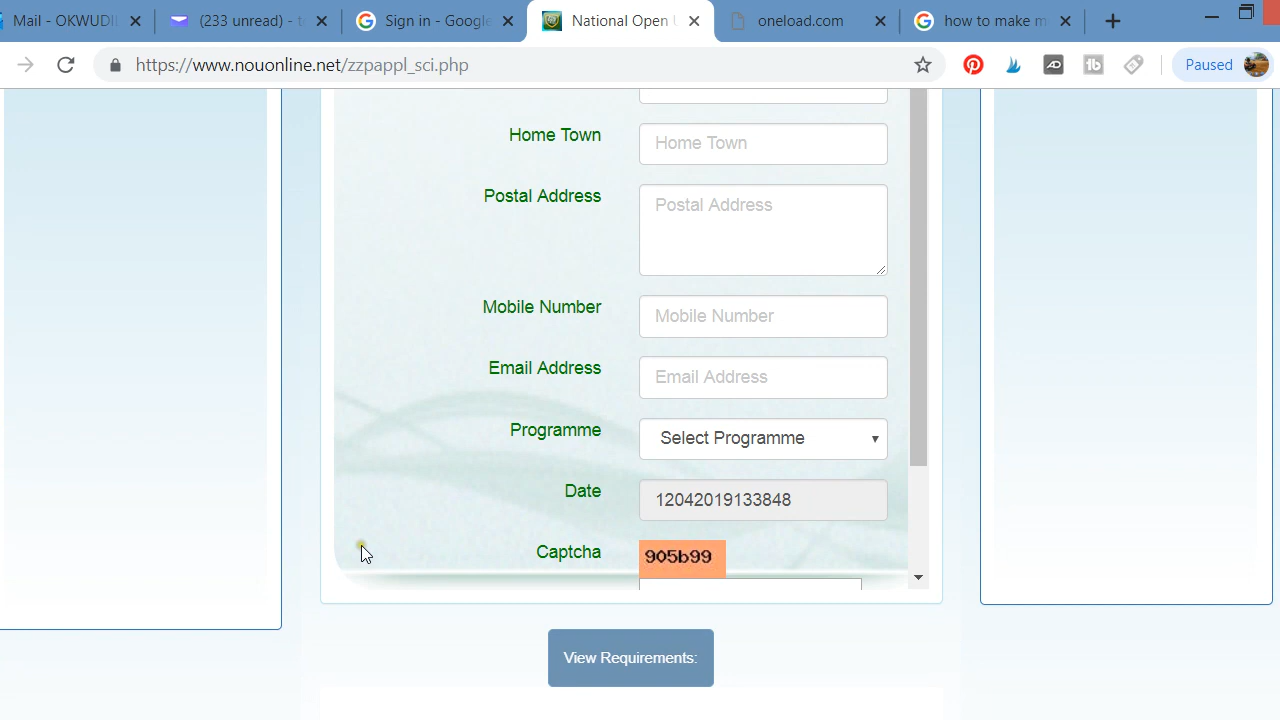 Mail - OKWUDIL
(233 unread) - t
Sign in - Google
National Open U
oneload.com
how to make m
https://www.nouonline.net/zzpappl_sci.php
Paused
Home Town Home Town
Postal Address Postal Address
Mobile Number Mobile Number
Email Address Email Address
Programme Select Programme
Date 12042019133848
Captcha 905b99
View Requirements: